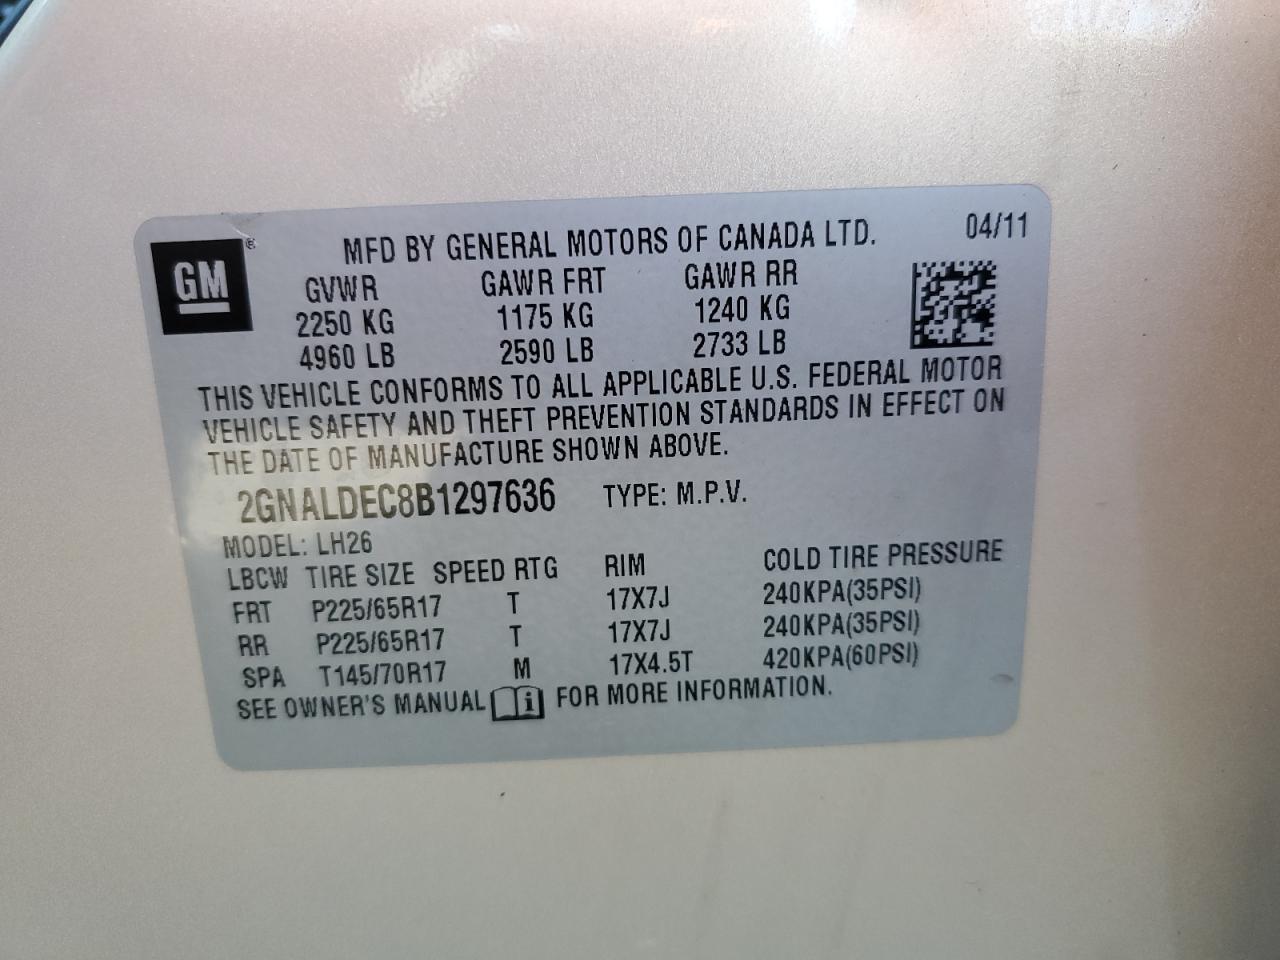 GM®
MFD BY GENERAL MOTORS OF CANADA LTD. 04/11
GVWR GAWR FRT GAWR RR
2250 KG 1175 KG 1240 KG
4960 LB 2590 LB 2733 LB
THIS VEHICLE CONFORMS TO ALL APPLICABLE U.S. FEDERAL MOTOR
VEHICLE SAFETY AND THEFT PREVENTION STANDARDS IN EFFECT ON
THE DATE OF MANUFACTURE SHOWN ABOVE.
2GNALDEC8B1297636 TYPE: M.P.V.
MODEL: LH26
LBCW TIRE SIZE SPEED RTG RIM COLD TIRE PRESSURE
FRT P225/65R17 T 17X7J 240KPA(35PSI)
RR P225/65R17 T 17X7J 240KPA(35PSI)
SPA T145/70R17 M 17X4.5T 420KPA(60PSI)
SEE OWNER'S MANUAL i FOR MORE INFORMATION.